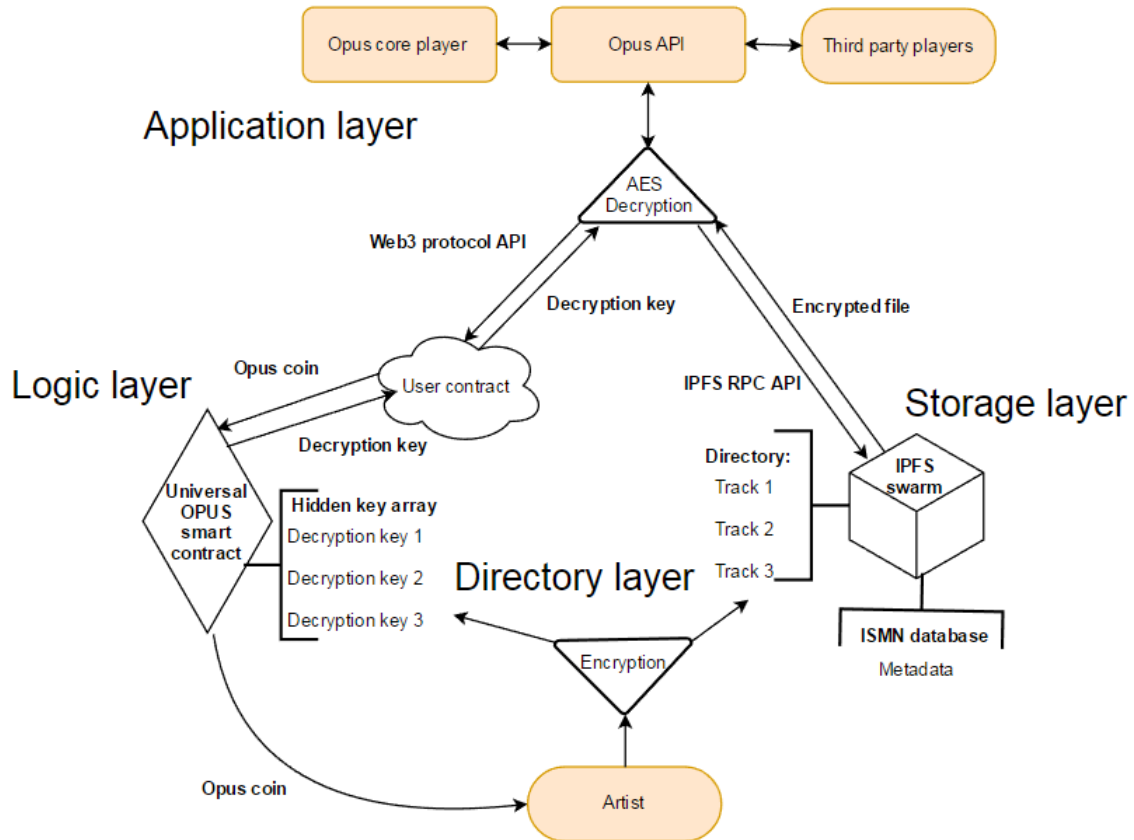 Opus core player
Opus API
Third party players
Application layer
AES
Decryption
Web3 protocol API
Decryption key
Encrypted file
Opus coin
User contract
IPFS RPC API
Logic layer
Storage layer
Decryption key
Directory:
Track 1
Track 2
Track 3
IPFS
swarm
Universal
OPUS
smart
contract
Hidden key array
Decryption key 1
Decryption key 2
Decryption key 3
Directory layer
Encryption
ISMN database
Metadata
Opus coin
Artist